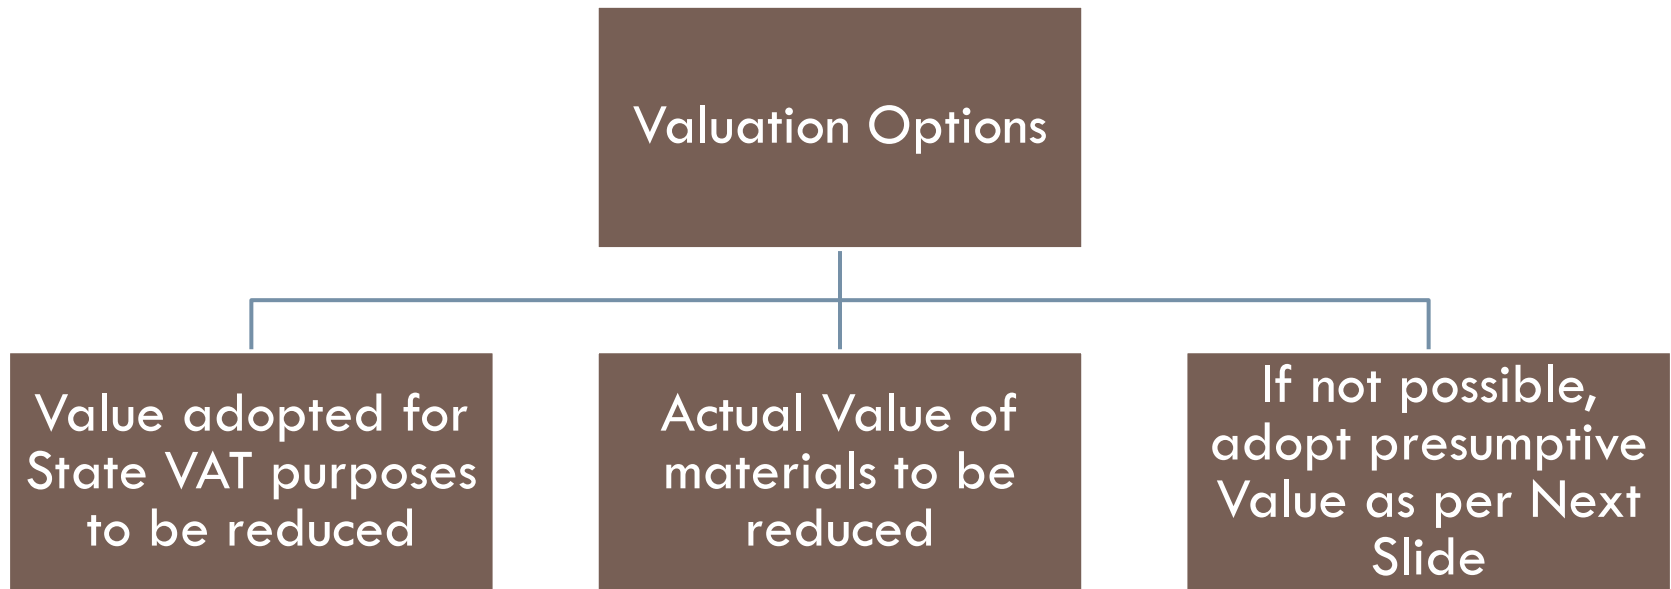 Valuation Options
Value adopted for
State VAT purposes
to be reduced
Actual Value of
materials to be
reduced
If not possible,
adopt presumptive
Value as per Next
Slide